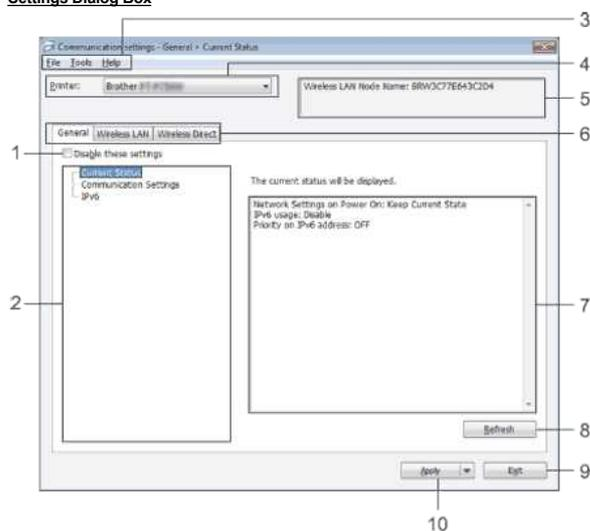 Settings Dialog Box
3
Communication settings - General > Current Status
File Tools Help
4
Printer: Brother
Wireless LAN Node Name: BRW3C77E643C2D4
5
General Wireless LAN Wireless Direct
6
1
Disable these settings
Current Status
Communication Settings
IPv6
The current status will be displayed.
Network Settings on Power On: Keep Current State
IPv6 usage: Disable
Priority on IPv6 address: OFF
2
7
Refresh
8
Apply
Exit
9
10